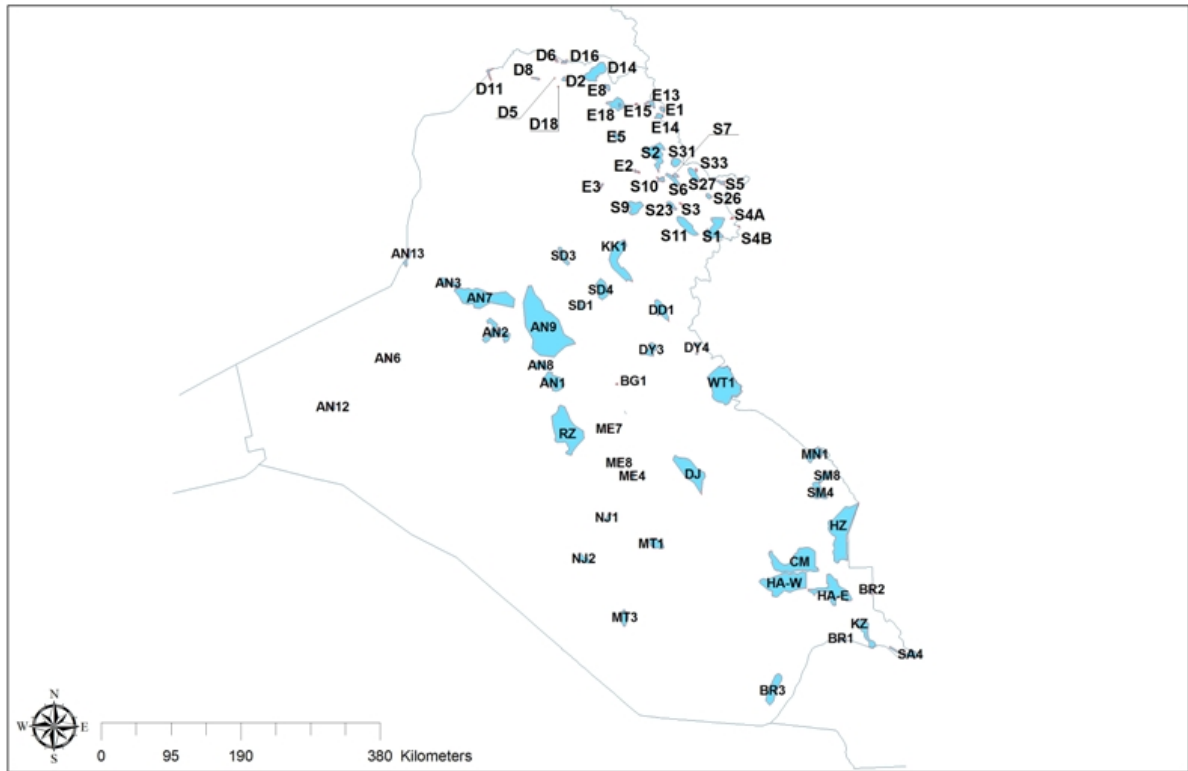 D6 D16
D8 D14
D11 D2
E8 E13
D5 E18 E15 E1
D18 E14 S7
E5
S2 S31
E2 S33
S10 S6 S27 S5
E3 S26
S9 S23 S3 S4A
S11 S1 S4B
KK1
AN13 SD3
AN3 SD4
AN7 SD1
DD1
AN2 AN9
DY3 DY4
AN6 AN8
AN1 BG1 WT1
AN12
RZ ME7
MN1
ME8
ME4 DJ SM8
SM4
NJ1 HZ
MT1
NJ2 CM
HA-W
HA-E BR2
MT3 KZ
BR1
SA4
BR3
N
W E
S
0 95 190 380 Kilometers